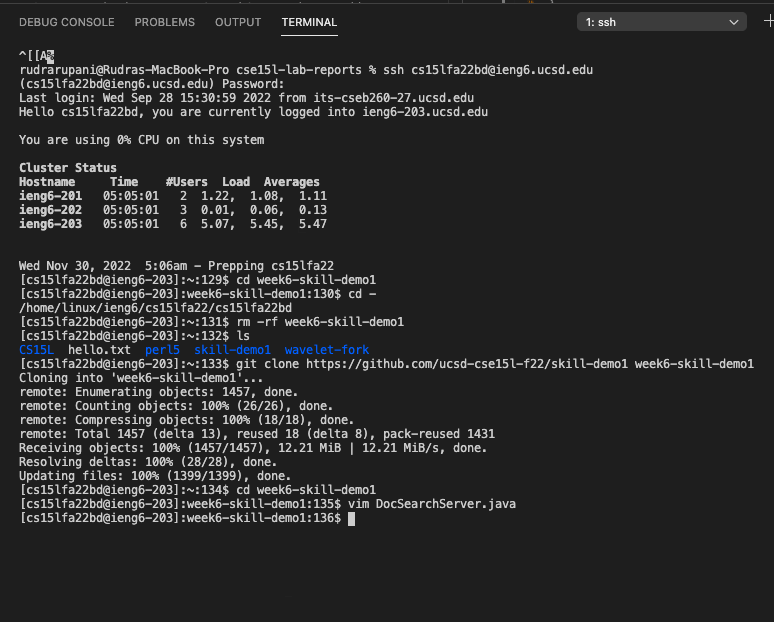 DEBUG CONSOLE PROBLEMS OUTPUT TERMINAL 1: ssh
^[[A%
rudrarupani@Rudras-MacBook-Pro cse15l-lab-reports % ssh cs15lfa22bd@ieng6.ucsd.edu
(cs15lfa22bd@ieng6.ucsd.edu) Password:
Last login: Wed Sep 28 15:30:59 2022 from its-cseb260-27.ucsd.edu
Hello cs15lfa22bd, you are currently logged into ieng6-203.ucsd.edu
You are using 0% CPU on this system
Cluster Status
Hostname     Time    #Users  Load  Averages
ieng6-201   05:05:01   2  1.22,  1.08,  1.11
ieng6-202   05:05:01   3  0.01,  0.06,  0.13
ieng6-203   05:05:01   6  5.07,  5.45,  5.47
Wed Nov 30, 2022  5:06am - Prepping cs15lfa22
[cs15lfa22bd@ieng6-203]:~:129$ cd week6-skill-demo1
[cs15lfa22bd@ieng6-203]:week6-skill-demo1:130$ cd -
/home/linux/ieng6/cs15lfa22/cs15lfa22bd
[cs15lfa22bd@ieng6-203]:~:131$ rm -rf week6-skill-demo1
[cs15lfa22bd@ieng6-203]:~:132$ ls
CS15L  hello.txt  perl5  skill-demo1  wavelet-fork
[cs15lfa22bd@ieng6-203]:~:133$ git clone https://github.com/ucsd-cse15l-f22/skill-demo1 week6-skill-demo1
Cloning into 'week6-skill-demo1'...
remote: Enumerating objects: 1457, done.
remote: Counting objects: 100% (26/26), done.
remote: Compressing objects: 100% (18/18), done.
remote: Total 1457 (delta 13), reused 18 (delta 8), pack-reused 1431
Receiving objects: 100% (1457/1457), 12.21 MiB | 12.21 MiB/s, done.
Resolving deltas: 100% (28/28), done.
Updating files: 100% (1399/1399), done.
[cs15lfa22bd@ieng6-203]:~:134$ cd week6-skill-demo1
[cs15lfa22bd@ieng6-203]:week6-skill-demo1:135$ vim DocSearchServer.java
[cs15lfa22bd@ieng6-203]:week6-skill-demo1:136$